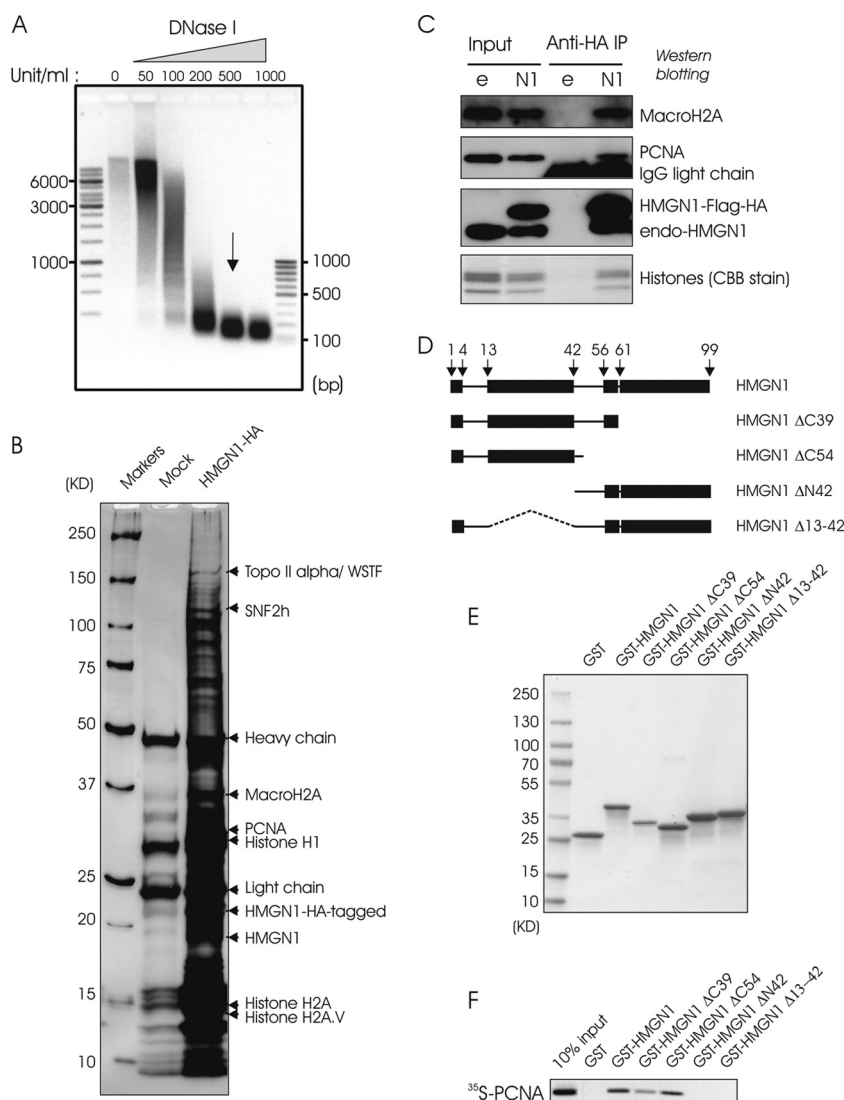 A
DNase I
Unit/ml 0 50 100 200 500 1000
6000
3000
1000
1000
500
100
(bp)
B
(KD) Markers Mock HMGN1-HA
250
150
100
75
50
37
25
20
15
10
Topo II alpha/ WSTF
SNF2h
Heavy chain
MacroH2A
PCNA
Histone H1
Light chain
HMGN1-HA-tagged
HMGN1
Histone H2A
Histone H2A.V
C
Input Anti-HA IP Western
blotting
e N1 e N1
MacroH2A
PCNA
IgG light chain
HMGN1-Flag-HA
endo-HMGN1
Histones (CBB stain)
D
1 4 13 42 56 61 99
HMGN1
HMGN1 ΔC39
HMGN1 ΔC54
HMGN1 ΔN42
HMGN1 Δ13-42
E
GST GST-HMGN1 GST-HMGN1 ΔC39 GST-HMGN1 ΔC54 GST-HMGN1 ΔN42 GST-HMGN1 Δ13-42
250
130
100
70
55
35
25
15
10
(KD)
F
10% input GST GST-HMGN1 GST-HMGN1 ΔC39 GST-HMGN1 ΔC54 GST-HMGN1 ΔN42 GST-HMGN1 Δ13-42
³⁵S-PCNA